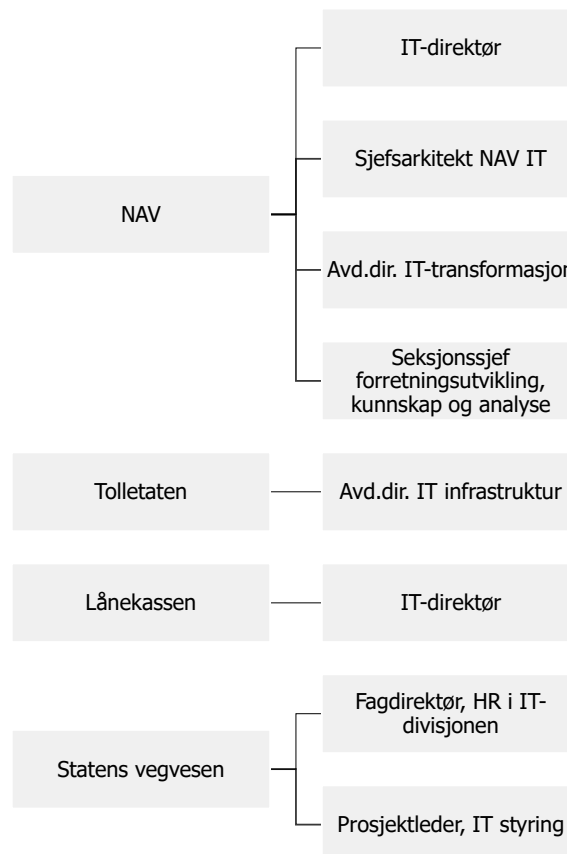 IT-direktør
Sjefsarkitekt NAV IT
NAV
Avd.dir. IT-transformasjon
Seksjonssjef
forretningsutvikling,
kunnskap og analyse
Tolletaten
Avd.dir. IT infrastruktur
Lånekassen
IT-direktør
Fagdirektør, HR i IT-
divisjonen
Statens vegvesen
Prosjektleder, IT styring